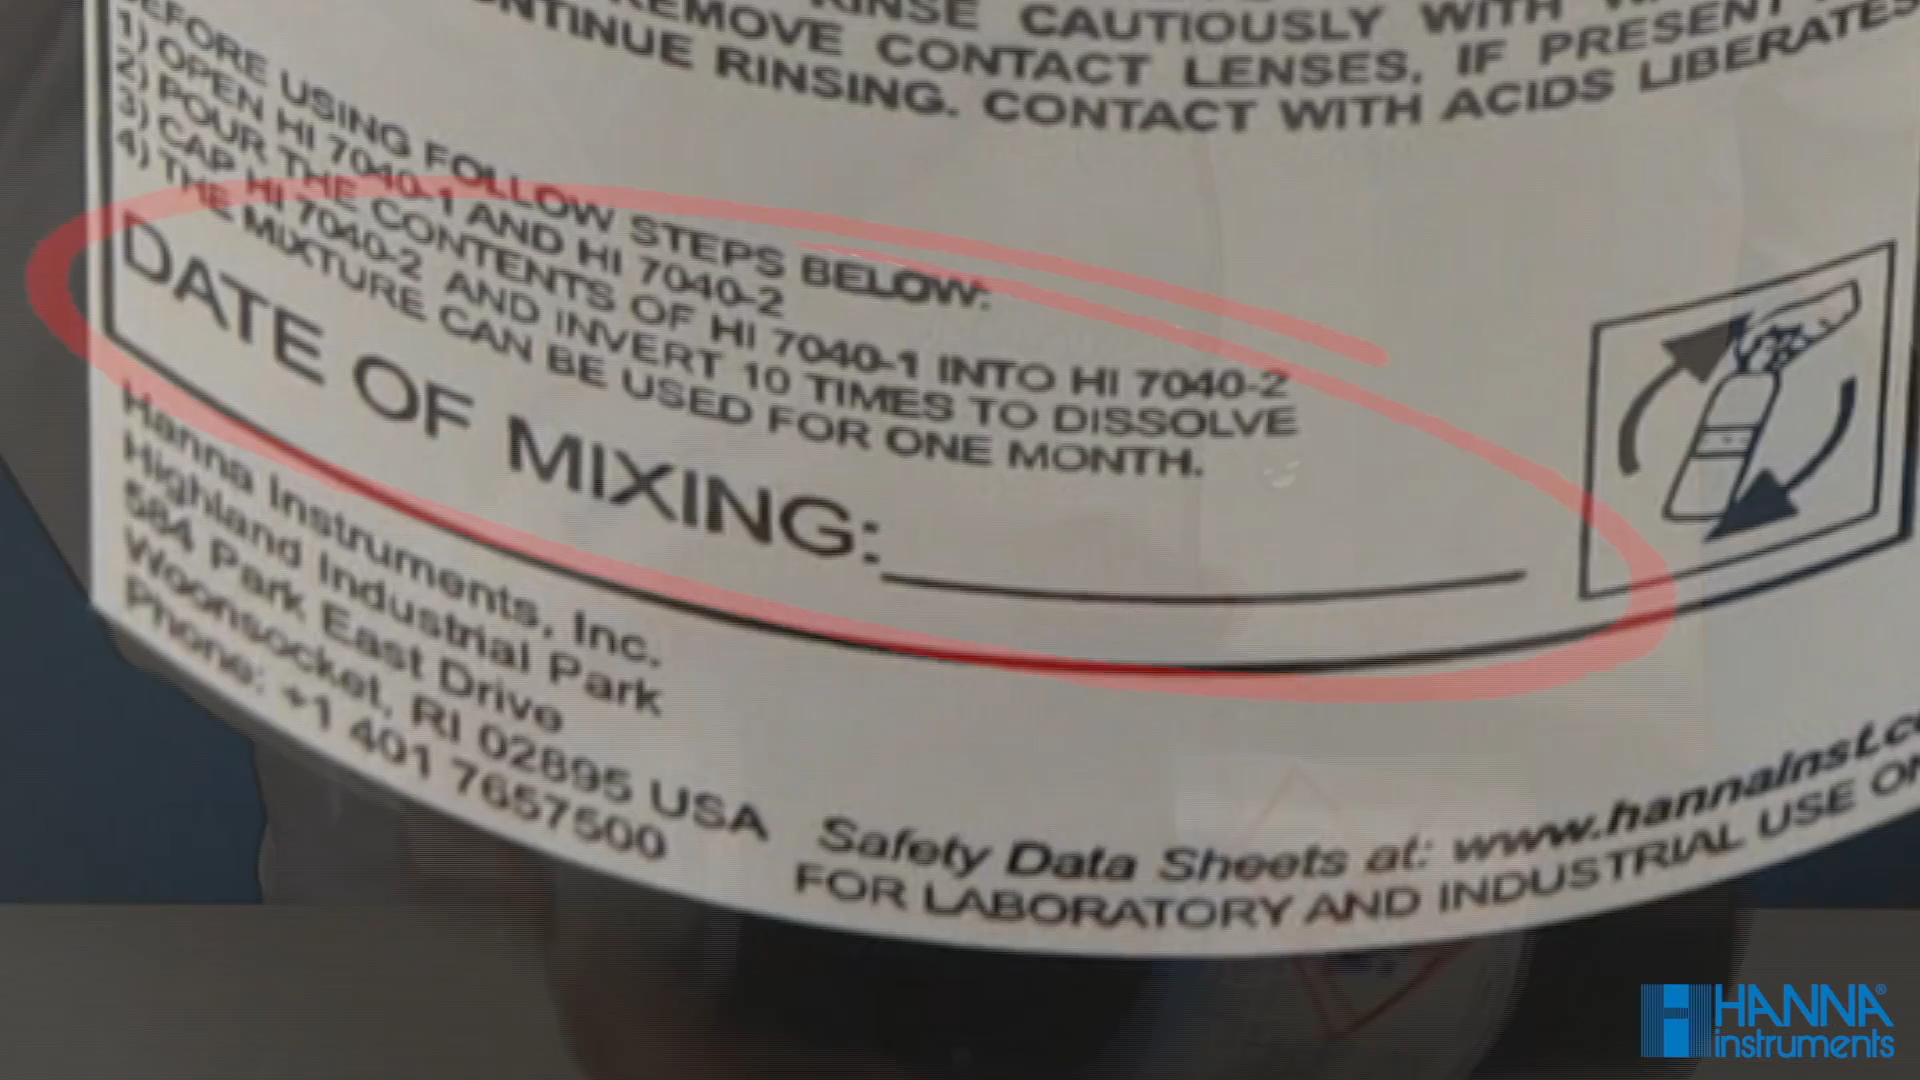 RINSE CAUTIOUSLY WITH
REMOVE CONTACT LENSES, IF PRESENT
CONTINUE RINSING. CONTACT WITH ACIDS LIBERATES
BEFORE USING FOLLOW STEPS BELOW:
1) OPEN HI 7040-1 AND HI 7040-2
2) POUR THE CONTENTS OF HI 7040-1 INTO HI 7040-2
3) CAP HI 7040-2 AND INVERT 10 TIMES TO DISSOLVE
4) THE MIXTURE CAN BE USED FOR ONE MONTH.
DATE OF MIXING:
Hanna Instruments, Inc.
Highland Industrial Park
584 Park East Drive
Woonsocket, RI 02895 USA
Phone: +1 401 7657500
Safety Data Sheets at: www.hannainst.co
FOR LABORATORY AND INDUSTRIAL USE ON
HANNA®
instruments